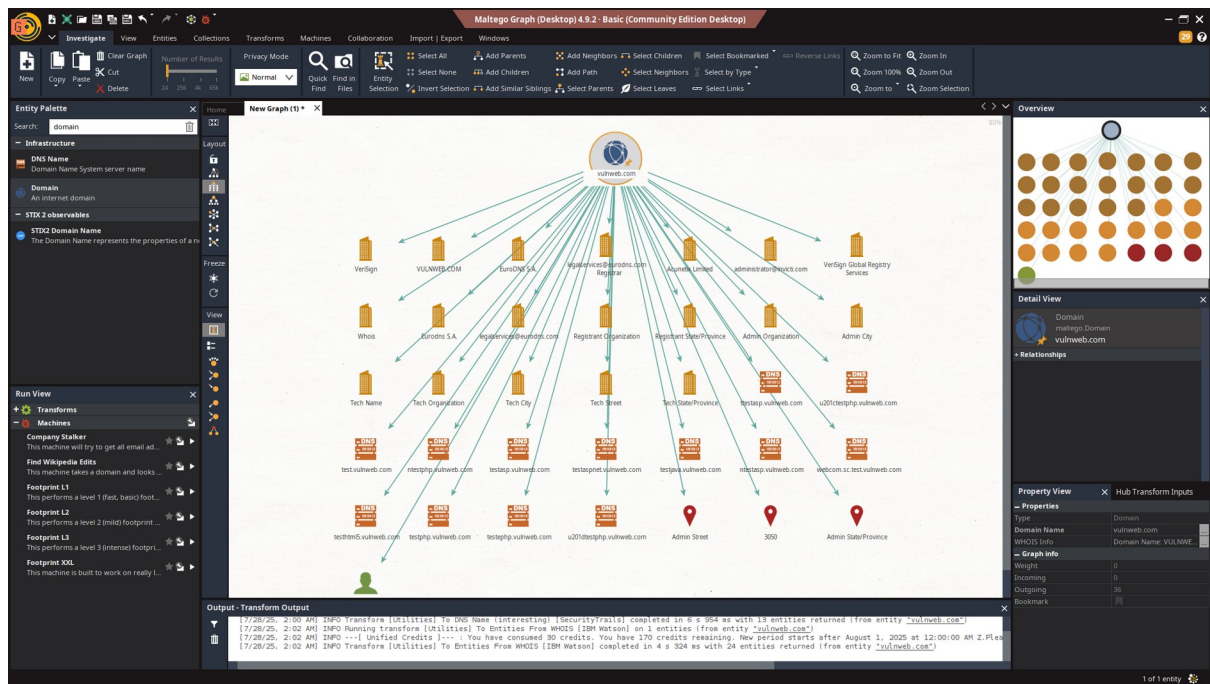 Maltego Graph (Desktop) 4.9.2 - Basic (Community Edition Desktop)
Investigate View Entities Collections Transforms Machines Collaboration Import | Export Windows
29
New
Copy
Paste
Clear Graph
Cut
Delete
Number of Results
24 256 4k 65k
Privacy Mode
Normal
Quick Find
Find in Files
Entity Selection
Select All
Select None
Invert Selection
Add Parents
Add Children
Add Similar Siblings
Add Neighbors
Add Path
Select Parents
Select Children
Select Neighbors
Select Leaves
Select Bookmarked
Select by Type
Select Links
Reverse Links
Zoom to Fit
Zoom 100%
Zoom to
Zoom In
Zoom Out
Zoom Selection
Entity Palette
Search: domain
Infrastructure
DNS Name
Domain Name System server name
Domain
An internet domain
STIX 2 observables
STIX2 Domain Name
The Domain Name represents the properties of a n
Run View
Transforms
Machines
Company Stalker
This machine will try to get all email ad...
Find Wikipedia Edits
This machine takes a domain and looks ...
Footprint L1
This performs a level 1 (fast, basic) foot...
Footprint L2
This performs a level 2 (mild) footprint ...
Footprint L3
This performs a level 3 (intense) footpri...
Footprint XXL
This machine is built to work on really l...
Home New Graph (1) *
Layout
Freeze
View
80%
vulnweb.com
VeriSign
VULNWEB.COM
EuroDNS S.A.
legalservices@eurodns.com
Registrar
Acunetix Limited
administrator@invicti.com
VeriSign Global Registry
Services
Whois
Eurodns S.A.
legalservices@eurodns.com
Registrant Organization
Registrant State/Province
Admin Organization
Admin City
Tech Name
Tech Organization
Tech City
Tech Street
Tech State/Province
DNS
ttestasp.vulnweb.com
DNS
u201ctestphp.vulnweb.com
DNS
test.vulnweb.com
DNS
ntestphp.vulnweb.com
DNS
testasp.vulnweb.com
DNS
testaspnet.vulnweb.com
DNS
testjava.vulnweb.com
DNS
ntestasp.vulnweb.com
DNS
webcom.sc.test.vulnweb.com
DNS
testhtml5.vulnweb.com
DNS
testphp.vulnweb.com
DNS
testephp.vulnweb.com
DNS
u201dtestphp.vulnweb.com
Admin Street
3050
Admin State/Province
Overview
Detail View
Domain
maltego.Domain
vulnweb.com
+ Relationships
Property View Hub Transform Inputs
Properties
Type Domain
Domain Name vulnweb.com
WHOIS Info Domain Name: VULNWE...
Graph info
Weight 0
Incoming 0
Outgoing 36
Bookmark
Output - Transform Output
[7/28/25, 2:00 AM] INFO Transform [Utilities] To DNS Name (interesting) [SecurityTrails] completed in 6 s 954 ms with 13 entities returned (from entity "vulnweb.com")
[7/28/25, 2:02 AM] INFO Running transform [Utilities] To Entities From WHOIS [IBM Watson] on 1 entities (from entity "vulnweb.com")
[7/28/25, 2:02 AM] INFO ---[ Unified Credits ]--- : You have consumed 30 credits. You have 170 credits remaining. New period starts after August 1, 2025 at 12:00:00 AM Z.Plea
[7/28/25, 2:02 AM] INFO Transform [Utilities] To Entities From WHOIS [IBM Watson] completed in 4 s 324 ms with 24 entities returned (from entity "vulnweb.com")
1 of 1 entity